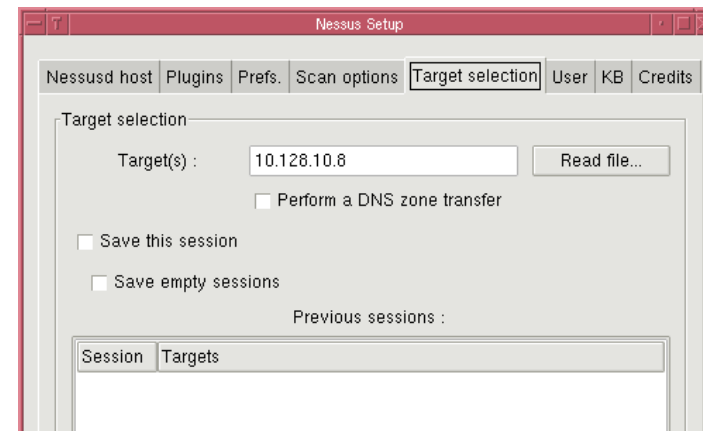 Nessus Setup
Nessusd host Plugins Prefs. Scan options Target selection User KB Credits
Target selection
Target(s) : 10.128.10.8 Read file...
Perform a DNS zone transfer
Save this session
Save empty sessions
Previous sessions :
Session Targets